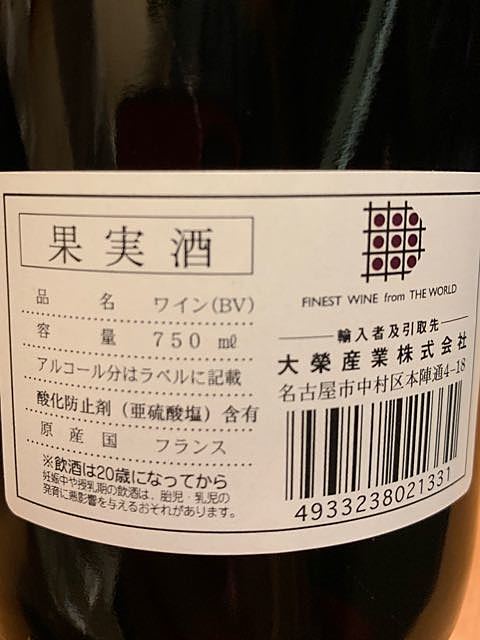 果実酒
品名 ワイン(BV)
容量 750 ㎖
アルコール分はラベルに記載
酸化防止剤(亜硫酸塩)含有
原産国 フランス
※飲酒は20歳になってから
妊娠中や授乳期の飲酒は、胎児・乳児の
発育に悪影響を与えるおそれがあります。
FINEST WINE from THE WORLD
輸入者及引取先
大榮産業株式会社
名古屋市中村区本陣通4-18
4933238021331